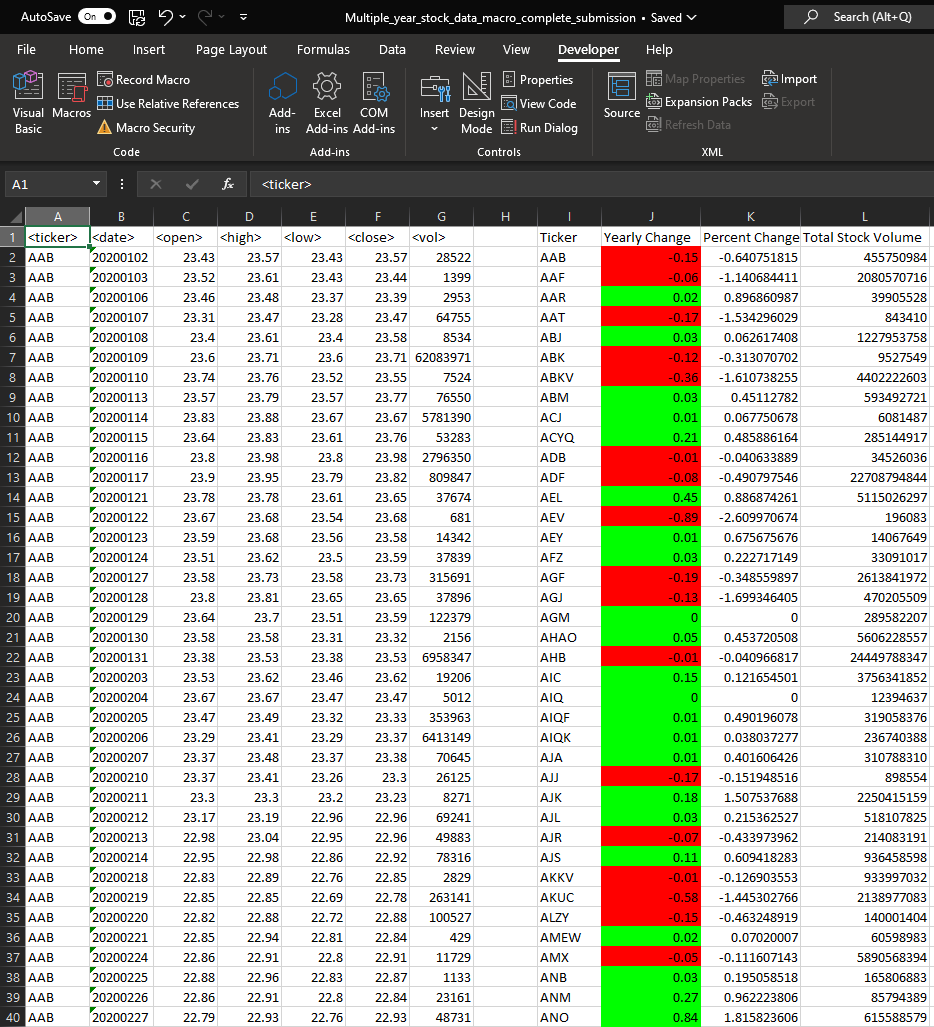 AutoSave On Multiple_year_stock_data_macro_complete_submission • Saved Search (Alt+Q)
File Home Insert Page Layout Formulas Data Review View Developer Help
Visual Basic
Macros
Record Macro
Use Relative References
Macro Security
Code
Add-ins
Excel Add-ins
COM Add-ins
Add-ins
Insert
Design Mode
Properties
View Code
Run Dialog
Controls
Source
Map Properties
Expansion Packs
Refresh Data
Import
Export
XML
A1 fx <ticker>
A B C D E F G H I J K L
1 <ticker> <date> <open> <high> <low> <close> <vol> Ticker Yearly Change Percent Change Total Stock Volume
2 AAB 20200102 23.43 23.57 23.43 23.57 28522 AAB -0.15 -0.640751815 455750984
3 AAB 20200103 23.52 23.61 23.43 23.44 1399 AAF -0.06 -1.140684411 2080570716
4 AAB 20200106 23.46 23.48 23.37 23.39 2953 AAR 0.02 0.896860987 39905528
5 AAB 20200107 23.31 23.47 23.28 23.47 64755 AAT -0.17 -1.534296029 843410
6 AAB 20200108 23.4 23.61 23.4 23.58 8534 ABJ 0.03 0.062617408 1227953758
7 AAB 20200109 23.6 23.71 23.6 23.71 62083971 ABK -0.12 -0.313070702 9527549
8 AAB 20200110 23.74 23.76 23.52 23.55 7524 ABKV -0.36 -1.610738255 4402222603
9 AAB 20200113 23.57 23.79 23.57 23.77 76550 ABM 0.03 0.45112782 593492721
10 AAB 20200114 23.83 23.88 23.67 23.67 5781390 ACJ 0.01 0.067750678 6081487
11 AAB 20200115 23.64 23.83 23.61 23.76 53283 ACYQ 0.21 0.485886164 285144917
12 AAB 20200116 23.8 23.98 23.8 23.98 2796350 ADB -0.01 -0.040633889 34526036
13 AAB 20200117 23.9 23.95 23.79 23.82 809847 ADF -0.08 -0.490797546 22708794844
14 AAB 20200121 23.78 23.78 23.61 23.65 37674 AEL 0.45 0.886874261 5115026297
15 AAB 20200122 23.67 23.68 23.54 23.68 681 AEV -0.89 -2.609970674 196083
16 AAB 20200123 23.59 23.68 23.56 23.58 14342 AEY 0.01 0.675675676 14067649
17 AAB 20200124 23.51 23.62 23.5 23.59 37839 AFZ 0.03 0.222717149 33091017
18 AAB 20200127 23.58 23.73 23.58 23.73 315691 AGF -0.19 -0.348559897 2613841972
19 AAB 20200128 23.8 23.81 23.65 23.65 37896 AGJ -0.13 -1.699346405 470205509
20 AAB 20200129 23.64 23.7 23.51 23.59 122379 AGM 0 0 289582207
21 AAB 20200130 23.58 23.58 23.31 23.32 2156 AHAO 0.05 0.453720508 5606228557
22 AAB 20200131 23.38 23.53 23.38 23.53 6958347 AHB -0.01 -0.040966817 24449788347
23 AAB 20200203 23.53 23.62 23.46 23.62 19206 AIC 0.15 0.121654501 3756341852
24 AAB 20200204 23.67 23.67 23.47 23.47 5012 AIQ 0 0 12394637
25 AAB 20200205 23.47 23.49 23.32 23.33 353963 AIQF 0.01 0.490196078 319058376
26 AAB 20200206 23.29 23.41 23.29 23.37 6413149 AIQK 0.01 0.038037277 236740388
27 AAB 20200207 23.37 23.48 23.37 23.38 70645 AJA 0.01 0.401606426 310788310
28 AAB 20200210 23.37 23.41 23.26 23.3 26125 AJJ -0.17 -0.151948516 898554
29 AAB 20200211 23.3 23.3 23.2 23.23 8271 AJK 0.18 1.507537688 2250415159
30 AAB 20200212 23.17 23.19 22.96 22.96 69241 AJL 0.03 0.215362527 518107825
31 AAB 20200213 22.98 23.04 22.95 22.96 49883 AJR -0.07 -0.433973962 214083191
32 AAB 20200214 22.95 22.98 22.86 22.92 78316 AJS 0.11 0.609418283 936458598
33 AAB 20200218 22.83 22.89 22.76 22.85 2829 AKKV -0.01 -0.126903553 933997032
34 AAB 20200219 22.85 22.85 22.69 22.78 263141 AKUC -0.58 -1.445302766 2138977083
35 AAB 20200220 22.82 22.88 22.72 22.88 100527 ALZY -0.15 -0.463248919 140001404
36 AAB 20200221 22.85 22.94 22.81 22.84 429 AMEW 0.02 0.07020007 60598983
37 AAB 20200224 22.86 22.91 22.8 22.91 11729 AMX -0.05 -0.111607143 5890568394
38 AAB 20200225 22.88 22.96 22.83 22.87 1133 ANB 0.03 0.195058518 165806883
39 AAB 20200226 22.86 22.91 22.8 22.84 23161 ANM 0.27 0.962223806 85794389
40 AAB 20200227 22.79 22.93 22.76 22.93 48731 ANO 0.84 1.815823606 615588579